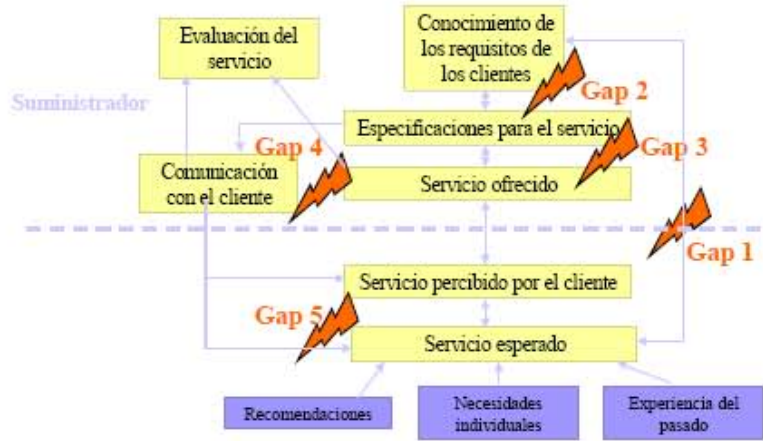 Evaluación del
servicio
Conocimiento de
los requisitos de
los clientes
Gap 2
Suministrador
Especificaciones para el servicio
Gap 3
Gap 4
Comunicación
con el cliente
Servicio ofrecido
Gap 1
Servicio percibido por el cliente
Gap 5
Servicio esperado
Recomendaciones
Necesidades
individuales
Experiencia del
pasado